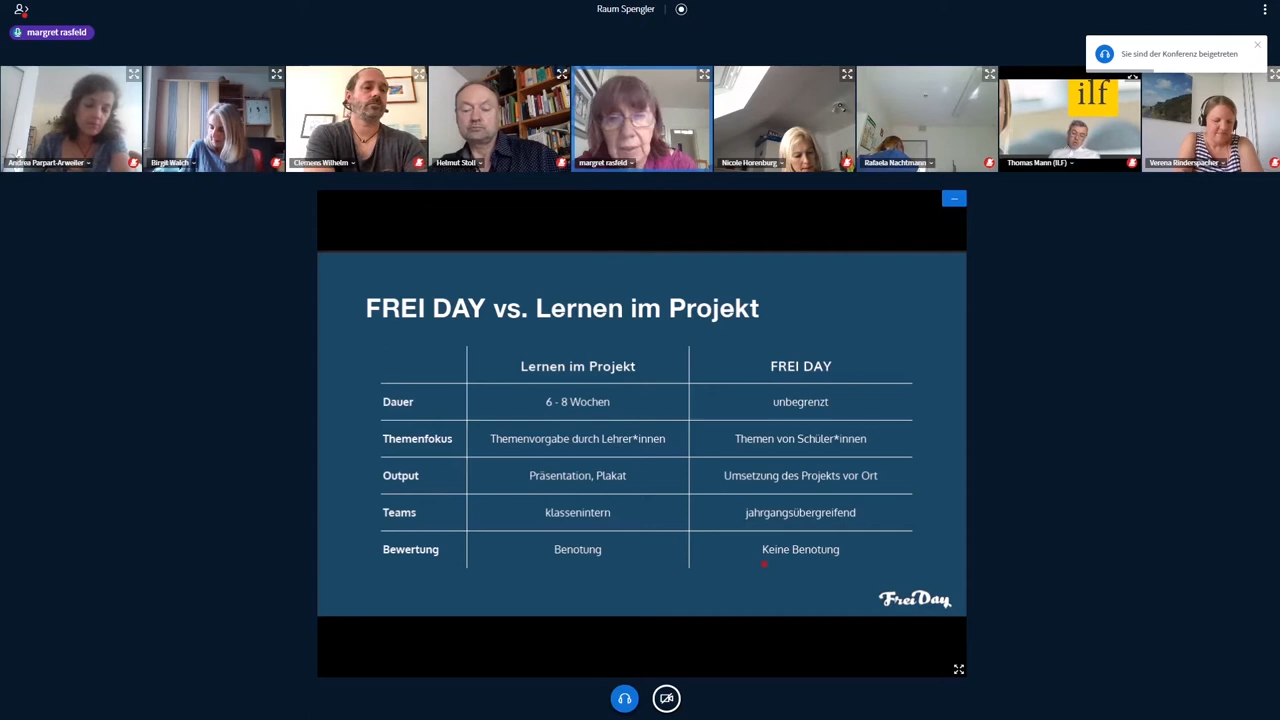 Raum Spengler
margret rasfeld
Sie sind der Konferenz beigetreten
ilf
Andrea Parpart-Arweiler
Birgit Walch
Clemens Wilhelm
Helmut Stoll
margret rasfeld
Nicole Horenburg
Rafaela Nachtmann
Thomas Mann (ILF)
Verena Rinderspacher
FREI DAY vs. Lernen im Projekt
Lernen im Projekt FREI DAY
Dauer 6 - 8 Wochen unbegrenzt
Themenfokus Themenvorgabe durch Lehrer*innen Themen von Schüler*innen
Output Präsentation, Plakat Umsetzung des Projekts vor Ort
Teams klassenintern jahrgangsübergreifend
Bewertung Benotung Keine Benotung
FreiDay